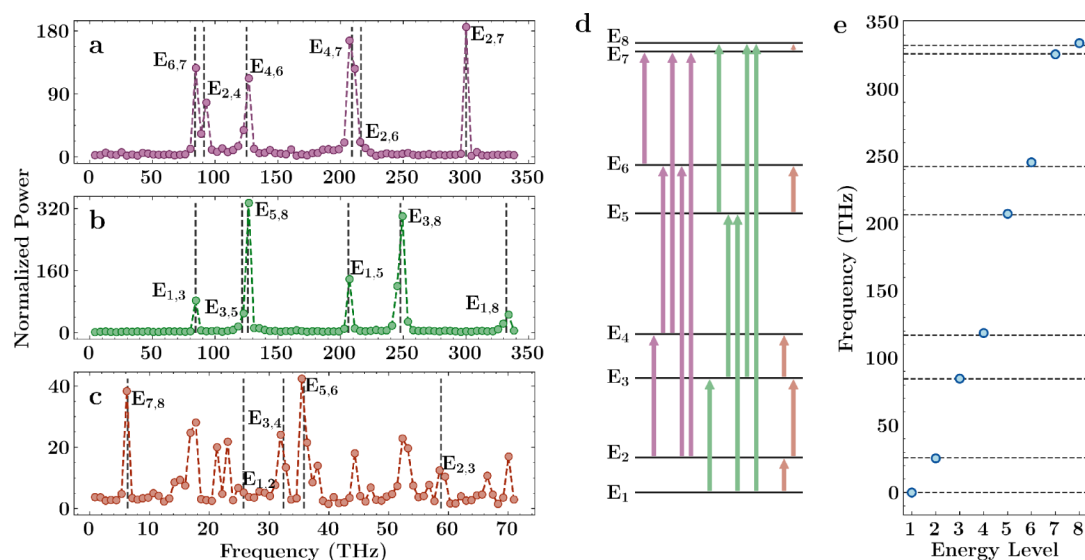 a
180
90
0
E6,7
E2,4
E4,6
E4,7
E2,6
E2,7
0 50 100 150 200 250 300 350
b
320
160
0
E1,3
E3,5
E5,8
E1,5
E3,8
E1,8
0 50 100 150 200 250 300 350
c
40
20
0
E7,8
E1,2
E3,4
E5,6
E2,3
0 10 20 30 40 50 60 70
Normalized Power
Frequency (THz)
d
E8
E7
E6
E5
E4
E3
E2
E1
e
350
300
250
200
150
100
50
0
Frequency (THz)
1 2 3 4 5 6 7 8
Energy Level